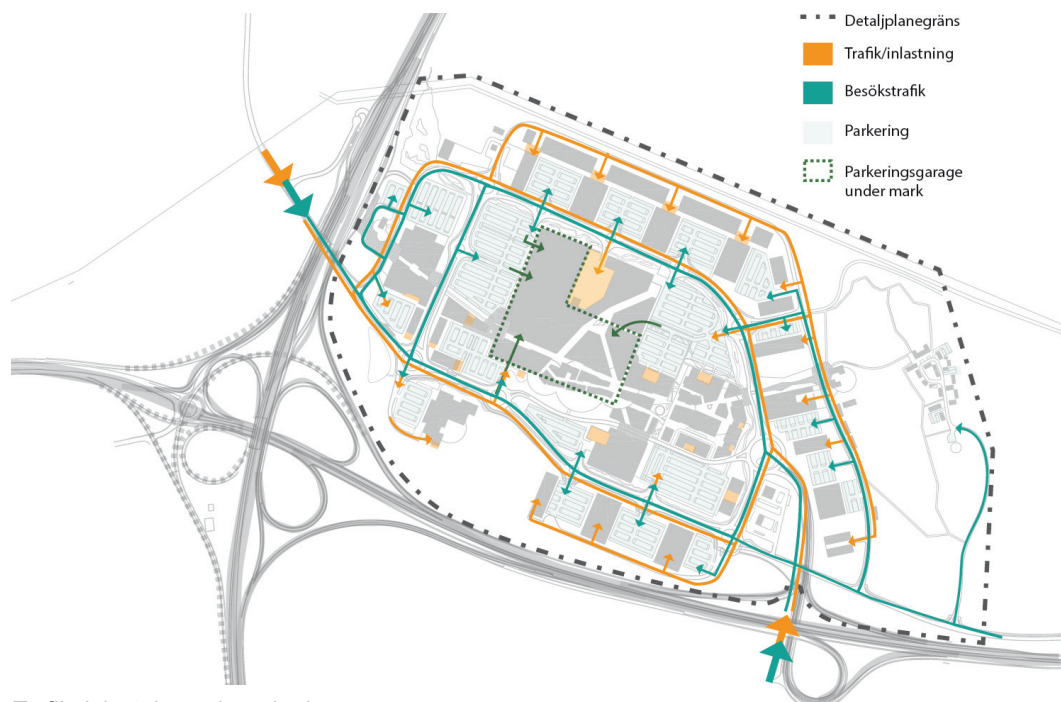 Detaljplanegräns
Trafik/inlastning
Besökstrafik
Parkering
Parkeringsgarage
under mark